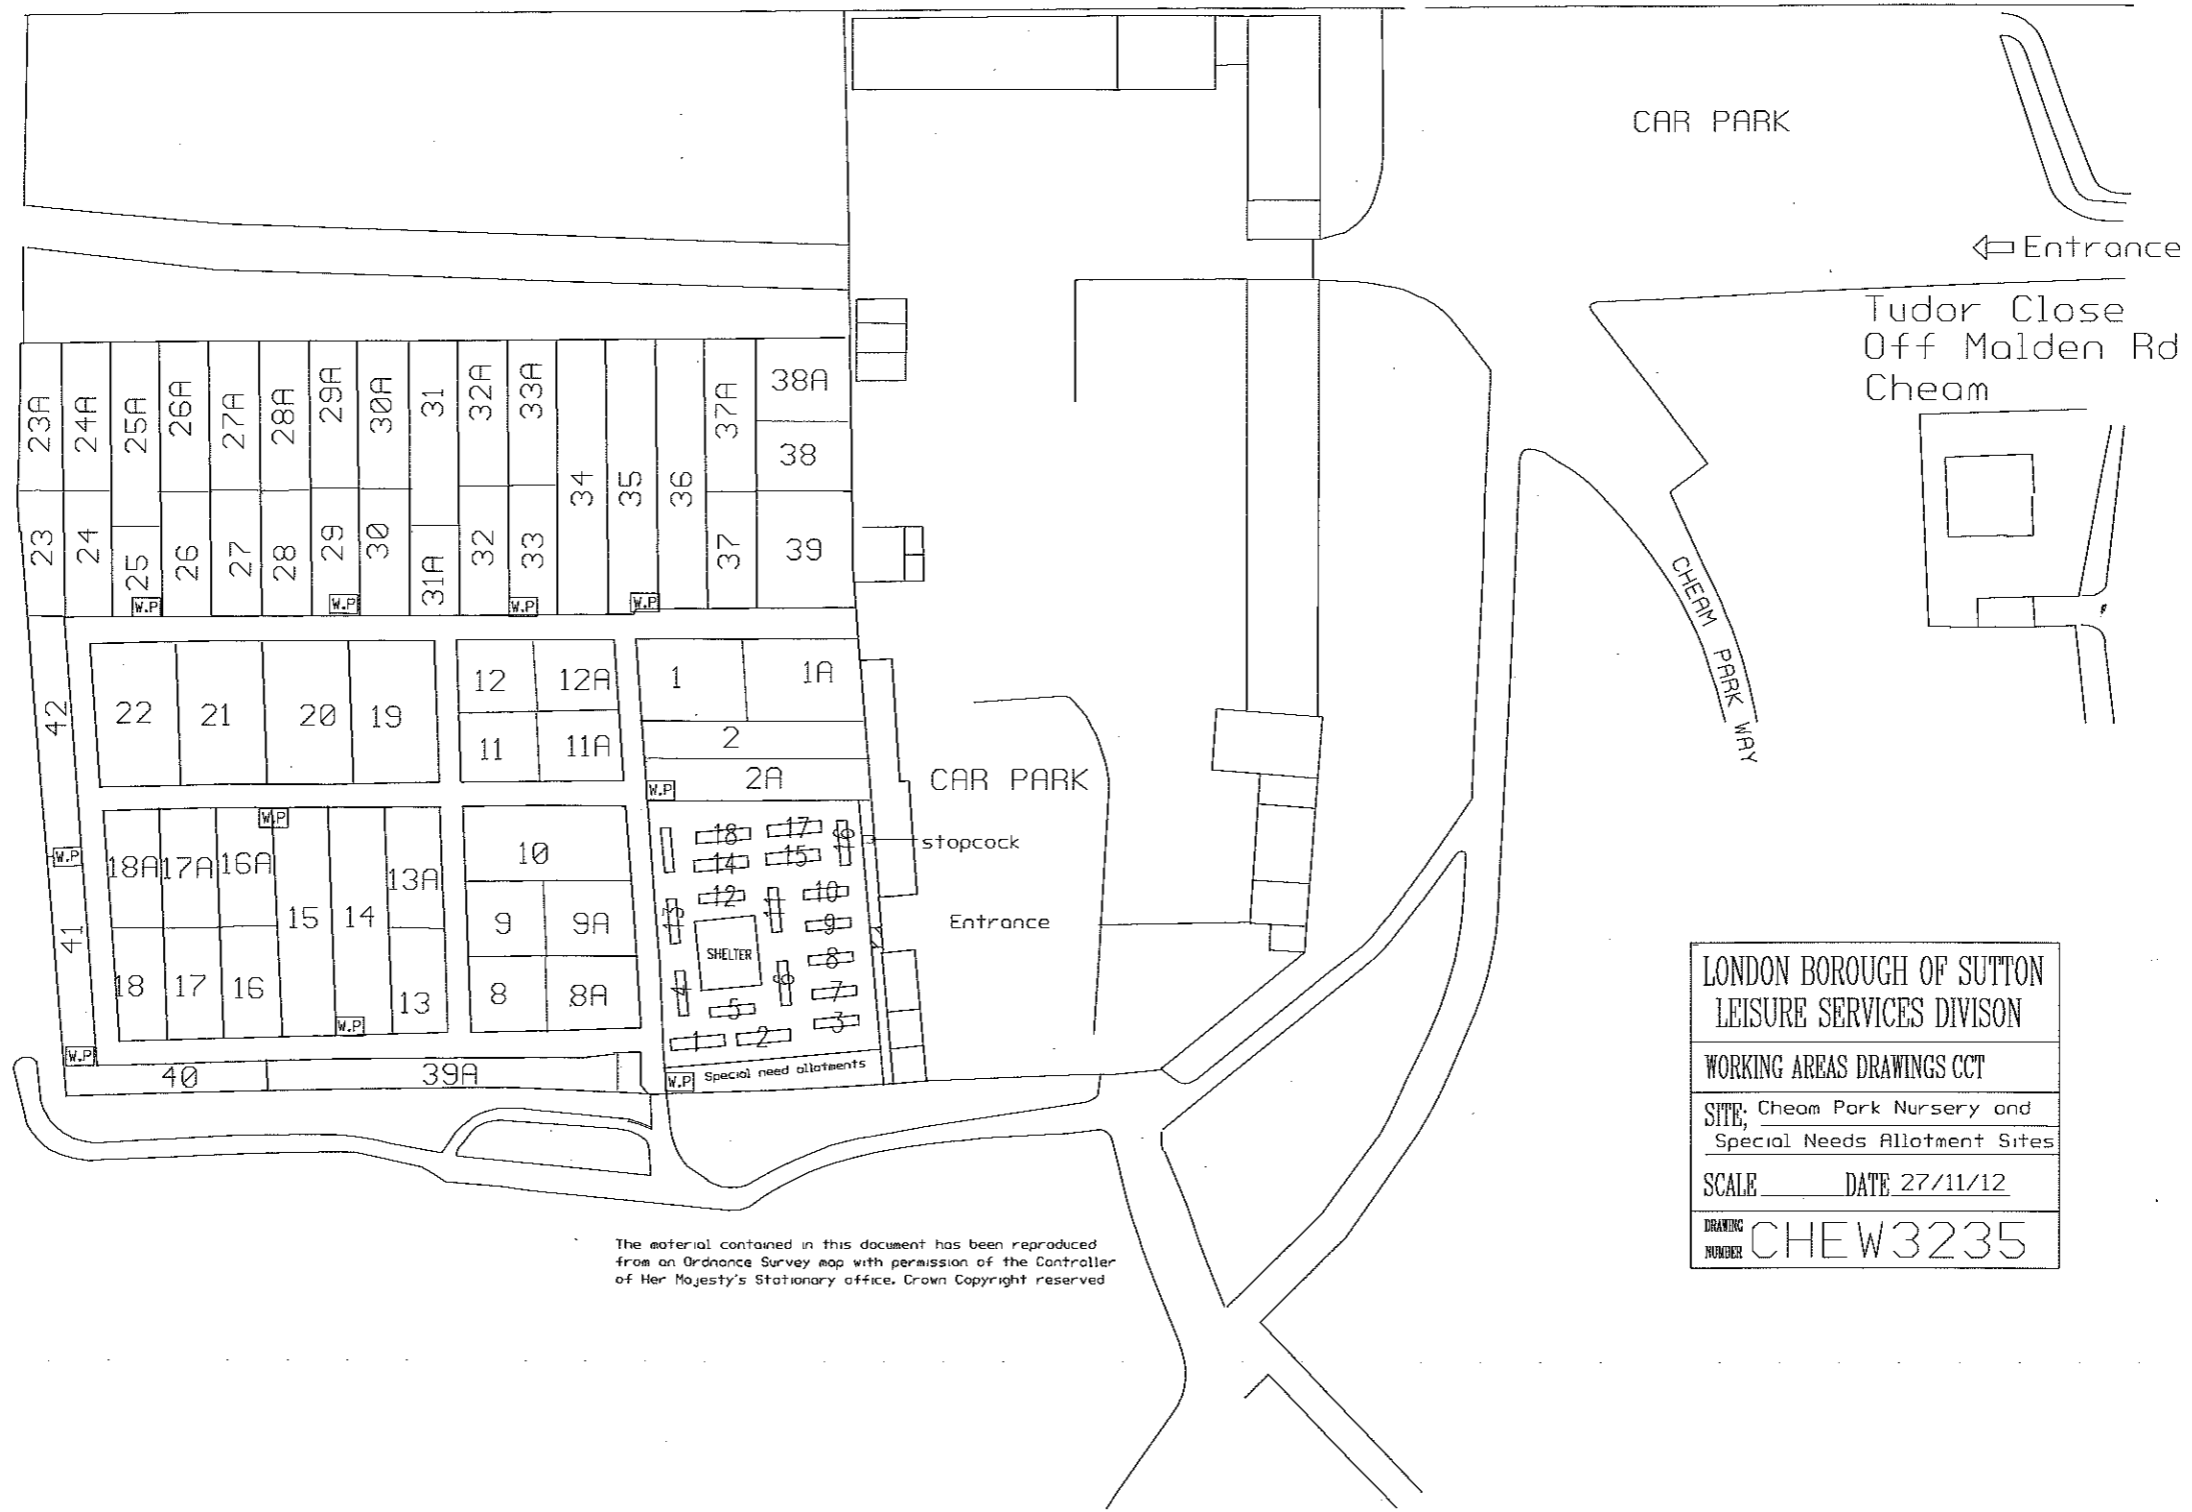 CAR PARK
Entrance
Tudor Close
Off Malden Rd
Cheam
38A
23A 24A 25A 26A 27A 28A 29A 30A 31 32A 33A 37A
38
34 35 36
23 24 25 26 27 28 29 30 31A 32 33 37 39
W.P W.P W.P W.P
CHEAM PARK WAY
12 12A 1 1A
42 22 21 20 19
11 11A 2
2A CAR PARK
W.P
W.P
18 17 16
stopcock
W.P 18A 17A 16A 13A 10 14 15
12 11 10
41 15 14 9 9A 13 9 Entrance
SHELTER 8
18 17 16 13 8 8A 4 6 7
5
W.P 1 2 3
W.P
40 39A W.P Special need allotments
LONDON BOROUGH OF SUTTON
LEISURE SERVICES DIVISON
WORKING AREAS DRAWINGS CCT
SITE; Cheam Park Nursery and
Special Needs Allotment Sites
SCALE DATE 27/11/12
DRAWING
NUMBER CHEW3235
The material contained in this document has been reproduced
from an Ordnance Survey map with permission of the Controller
of Her Majesty's Stationary office. Crown Copyright reserved